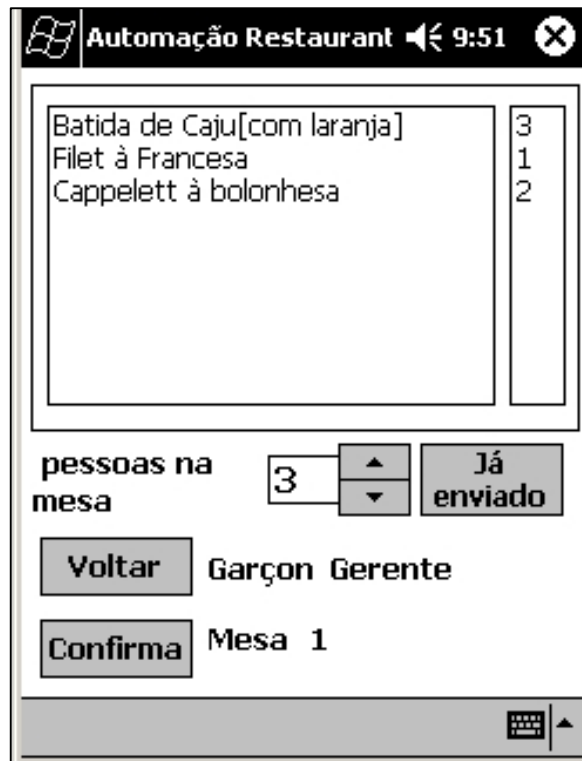 Automação Restaurant 9:51
Batida de Caju[com laranja] 3
Filet à Francesa 1
Cappelett à bolonhesa 2
pessoas na mesa 3 Já enviado
Voltar Garçon Gerente
Confirma Mesa 1